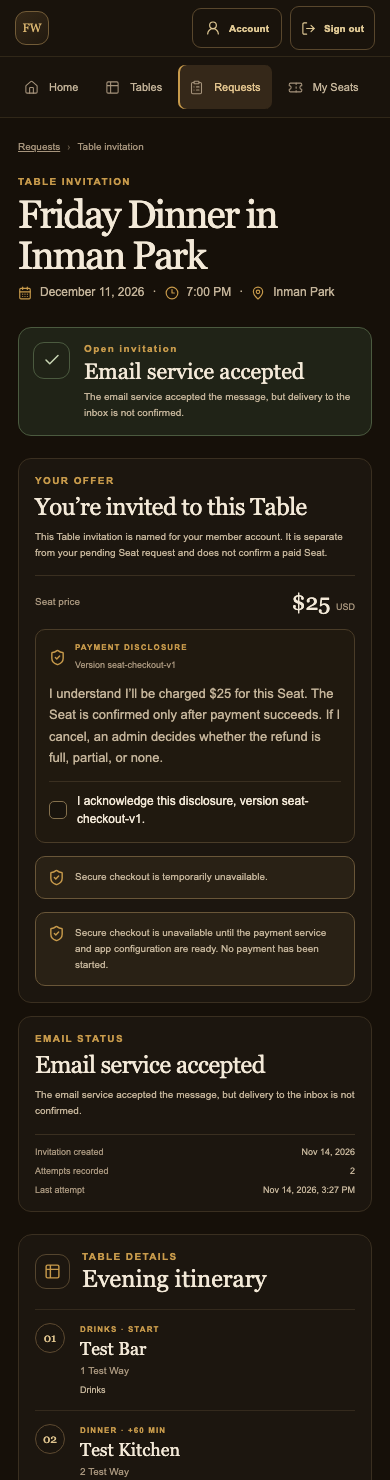 FW
Account
Sign out
Home
Tables
Requests
My Seats
Requests › Table invitation
TABLE INVITATION
Friday Dinner in
Inman Park
December 11, 2026 · 7:00 PM · Inman Park
Open invitation
Email service accepted
The email service accepted the message, but delivery to the
inbox is not confirmed.
YOUR OFFER
You’re invited to this Table
This Table invitation is named for your member account. It is separate
from your pending Seat request and does not confirm a paid Seat.
Seat price
$25 USD
PAYMENT DISCLOSURE
Version seat-checkout-v1
I understand I’ll be charged $25 for this Seat. The
Seat is confirmed only after payment succeeds. If I
cancel, an admin decides whether the refund is
full, partial, or none.
I acknowledge this disclosure, version seat-
checkout-v1.
Secure checkout is temporarily unavailable.
Secure checkout is unavailable until the payment service
and app configuration are ready. No payment has been
started.
EMAIL STATUS
Email service accepted
The email service accepted the message, but delivery to the inbox is not
confirmed.
Invitation created Nov 14, 2026
Attempts recorded 2
Last attempt Nov 14, 2026, 3:27 PM
TABLE DETAILS
Evening itinerary
01
DRINKS · START
Test Bar
1 Test Way
Drinks
02
DINNER · +60 MIN
Test Kitchen
2 Test Way